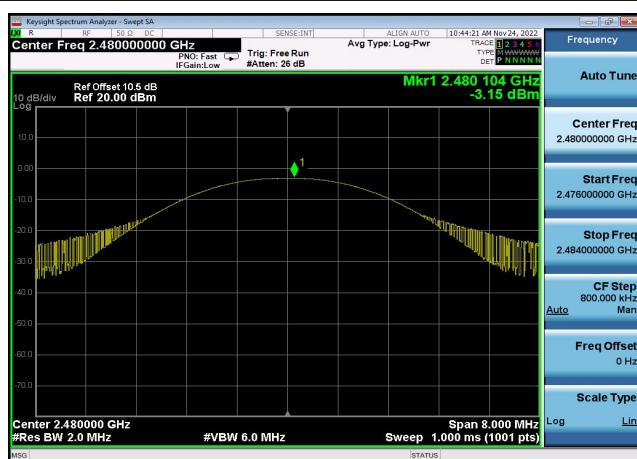 Keysight Spectrum Analyzer - Swept SA
R RF 50 Ω DC SENSE:INT ALIGN AUTO 10:44:21 AM Nov 24, 2022
Center Freq 2.480000000 GHz
PNO: Fast
IFGain:Low
Trig: Free Run
#Atten: 26 dB
Avg Type: Log-Pwr
TRACE 1 2 3 4 5 6
TYPE M W W W W W
DET P N N N N N
Ref Offset 10.5 dB
10 dB/div Ref 20.00 dBm
Log
Mkr1 2.480 104 GHz
-3.15 dBm
10.0
0.00
-10.0
-20.0
-30.0
-40.0
-50.0
-60.0
-70.0
1
Center 2.480000 GHz
Span 8.000 MHz
#Res BW 2.0 MHz
#VBW 6.0 MHz
Sweep 1.000 ms (1001 pts)
MSG
STATUS
Frequency
Auto Tune
Center Freq
2.480000000 GHz
Start Freq
2.476000000 GHz
Stop Freq
2.484000000 GHz
CF Step
800.000 kHz
Auto Man
Freq Offset
0 Hz
Scale Type
Log Lin